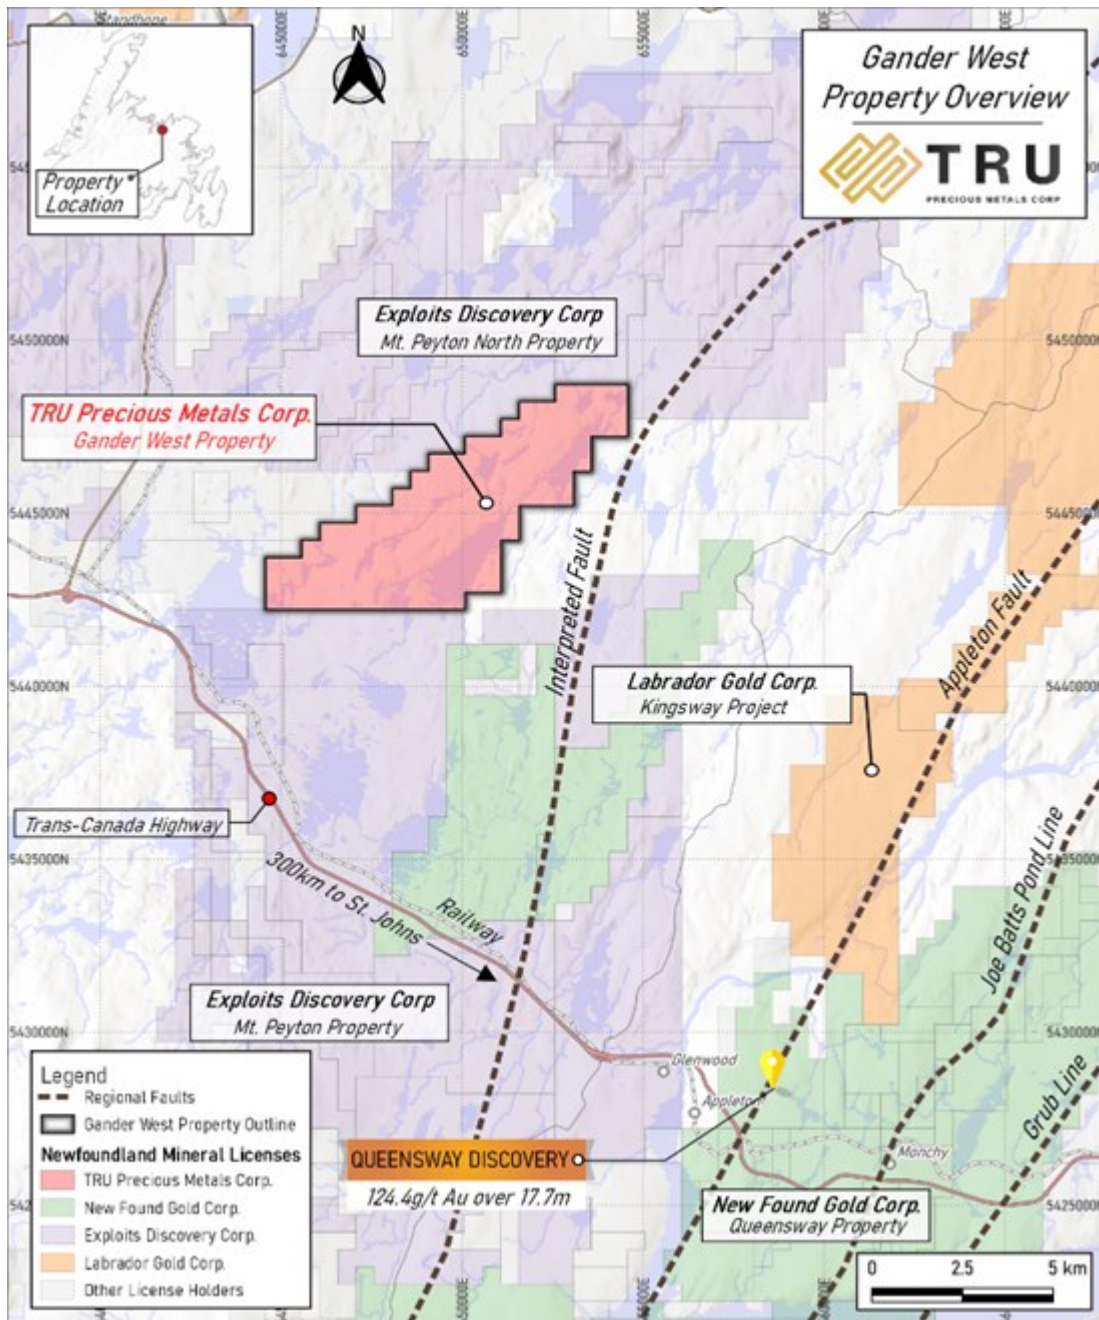 Gander West
Property Overview
TRU
PRECIOUS METALS CORP
N
Property
Location
645000E
650000E
655000E
Exploits Discovery Corp
Mt. Peyton North Property
5450000N
TRU Precious Metals Corp.
Gander West Property
5445000N
Interpreted Fault
Appleton Fault
Labrador Gold Corp.
Kingsway Project
5440000N
Trans-Canada Highway
5435000N
300km to St. Johns
Railway
Joe Batts Pond Line
Exploits Discovery Corp
Mt. Peyton Property
5430000N
Grub Line
Glenwood
Appleton
Monchy
QUEENSWAY DISCOVERY
124.4g/t Au over 17.7m
New Found Gold Corp.
Queensway Property
Legend
Regional Faults
Gander West Property Outline
Newfoundland Mineral Licenses
TRU Precious Metals Corp.
New Found Gold Corp.
Exploits Discovery Corp.
Labrador Gold Corp.
Other License Holders
650000E
655000E
0 2.5 5 km